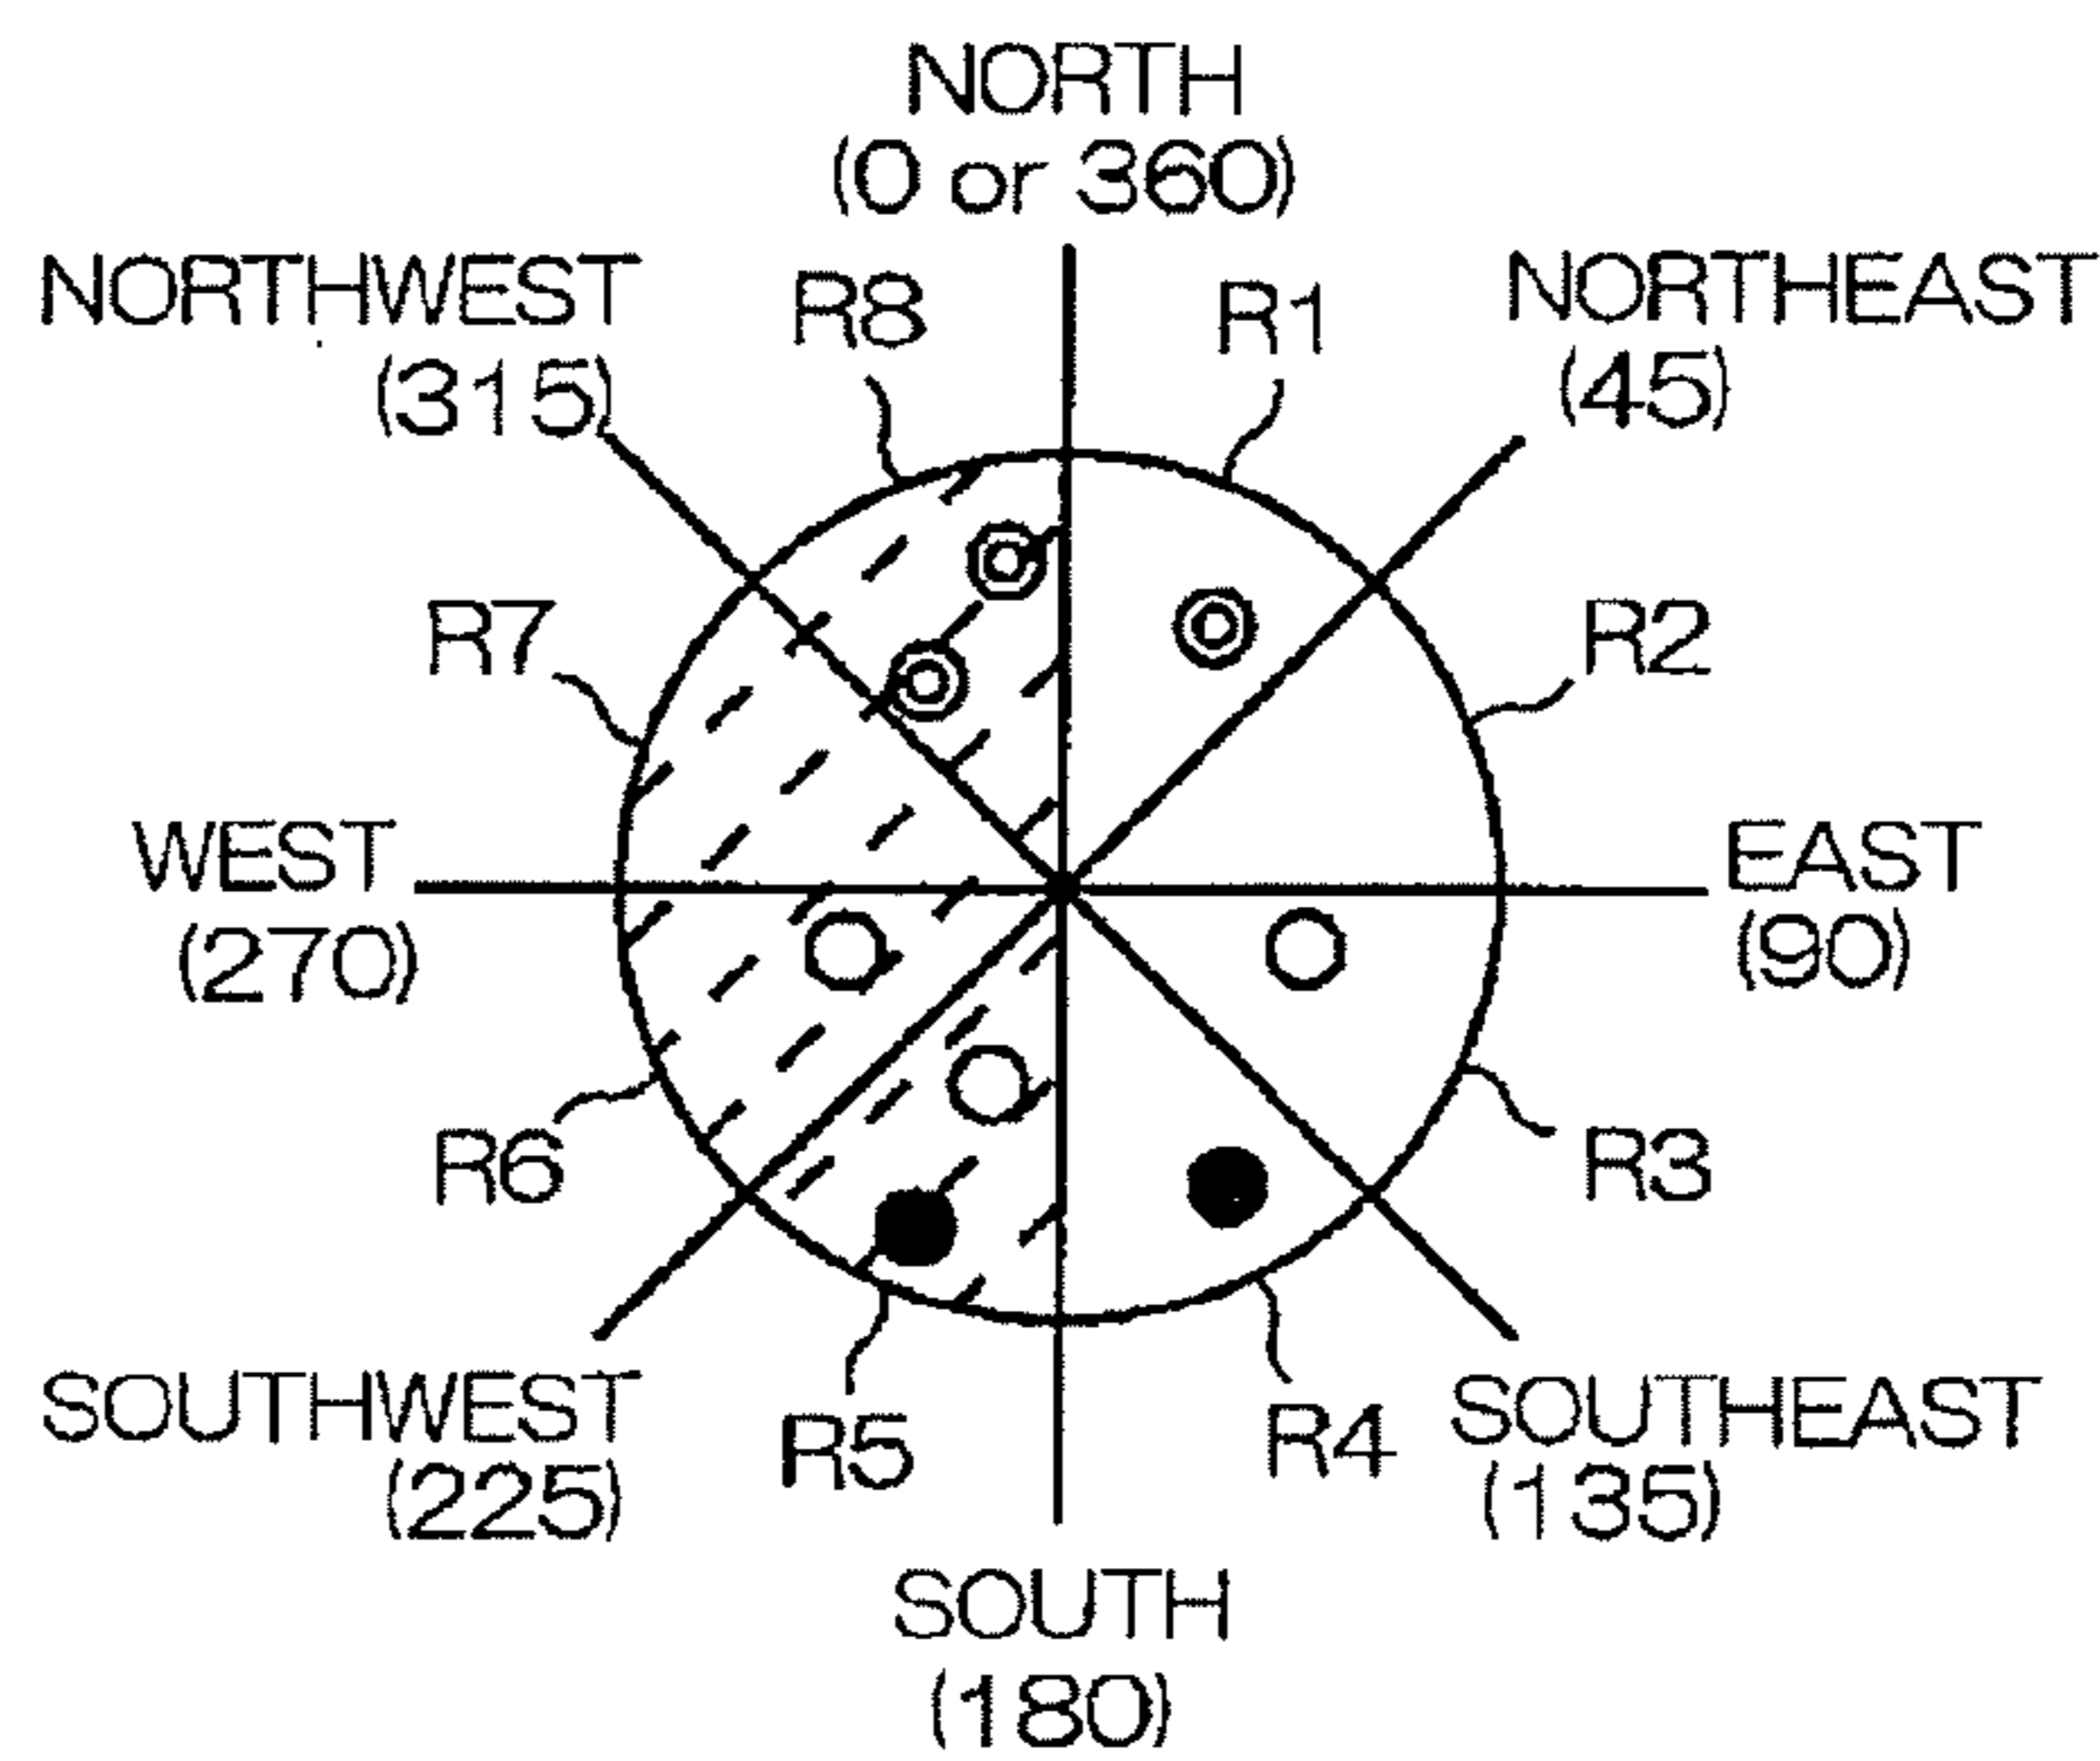 NORTH
(0 or 360)
NORTHWEST
(315)
R8
R1
NORTHEAST
(45)
R7
R2
WEST
(270)
EAST
(90)
R6
R3
SOUTHWEST
(225)
R5
R4
SOUTHEAST
(135)
SOUTH
(180)